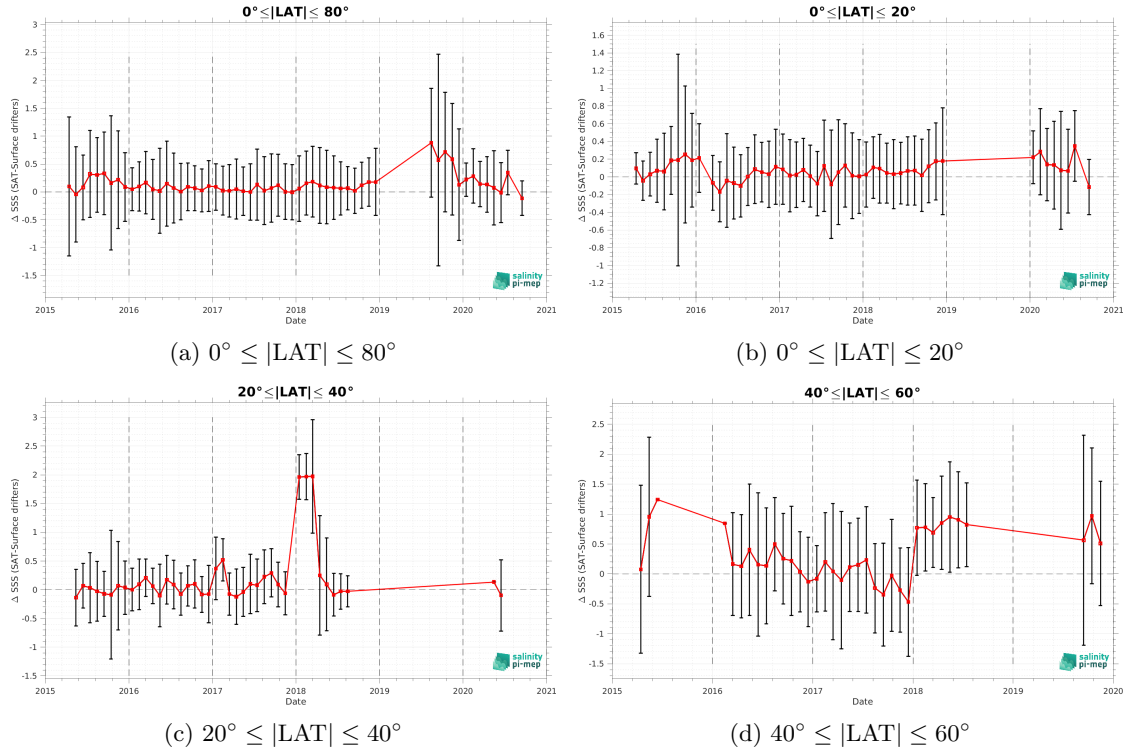 0°≤|LAT|≤ 80°
Δ SSS (SAT-Surface drifters)
3
2.5
2
1.5
1
0.5
0
-0.5
-1
-1.5
2015 2016 2017 2018 2019 2020 2021
Date
salinity
pi-mep
(a) 0° ≤ |LAT| ≤ 80°
0°≤|LAT|≤ 20°
Δ SSS (SAT-Surface drifters)
1.6
1.4
1.2
1
0.8
0.6
0.4
0.2
0
-0.2
-0.4
-0.6
-0.8
-1
-1.2
2015 2016 2017 2018 2019 2020 2021
Date
salinity
pi-mep
(b) 0° ≤ |LAT| ≤ 20°
20°≤|LAT|≤ 40°
Δ SSS (SAT-Surface drifters)
3
2.5
2
1.5
1
0.5
0
-0.5
-1
-1.5
2015 2016 2017 2018 2019 2020 2021
Date
salinity
pi-mep
(c) 20° ≤ |LAT| ≤ 40°
40°≤|LAT|≤ 60°
Δ SSS (SAT-Surface drifters)
2.5
2
1.5
1
0.5
0
-0.5
-1
-1.5
2015 2016 2017 2018 2019 2020
Date
salinity
pi-mep
(d) 40° ≤ |LAT| ≤ 60°